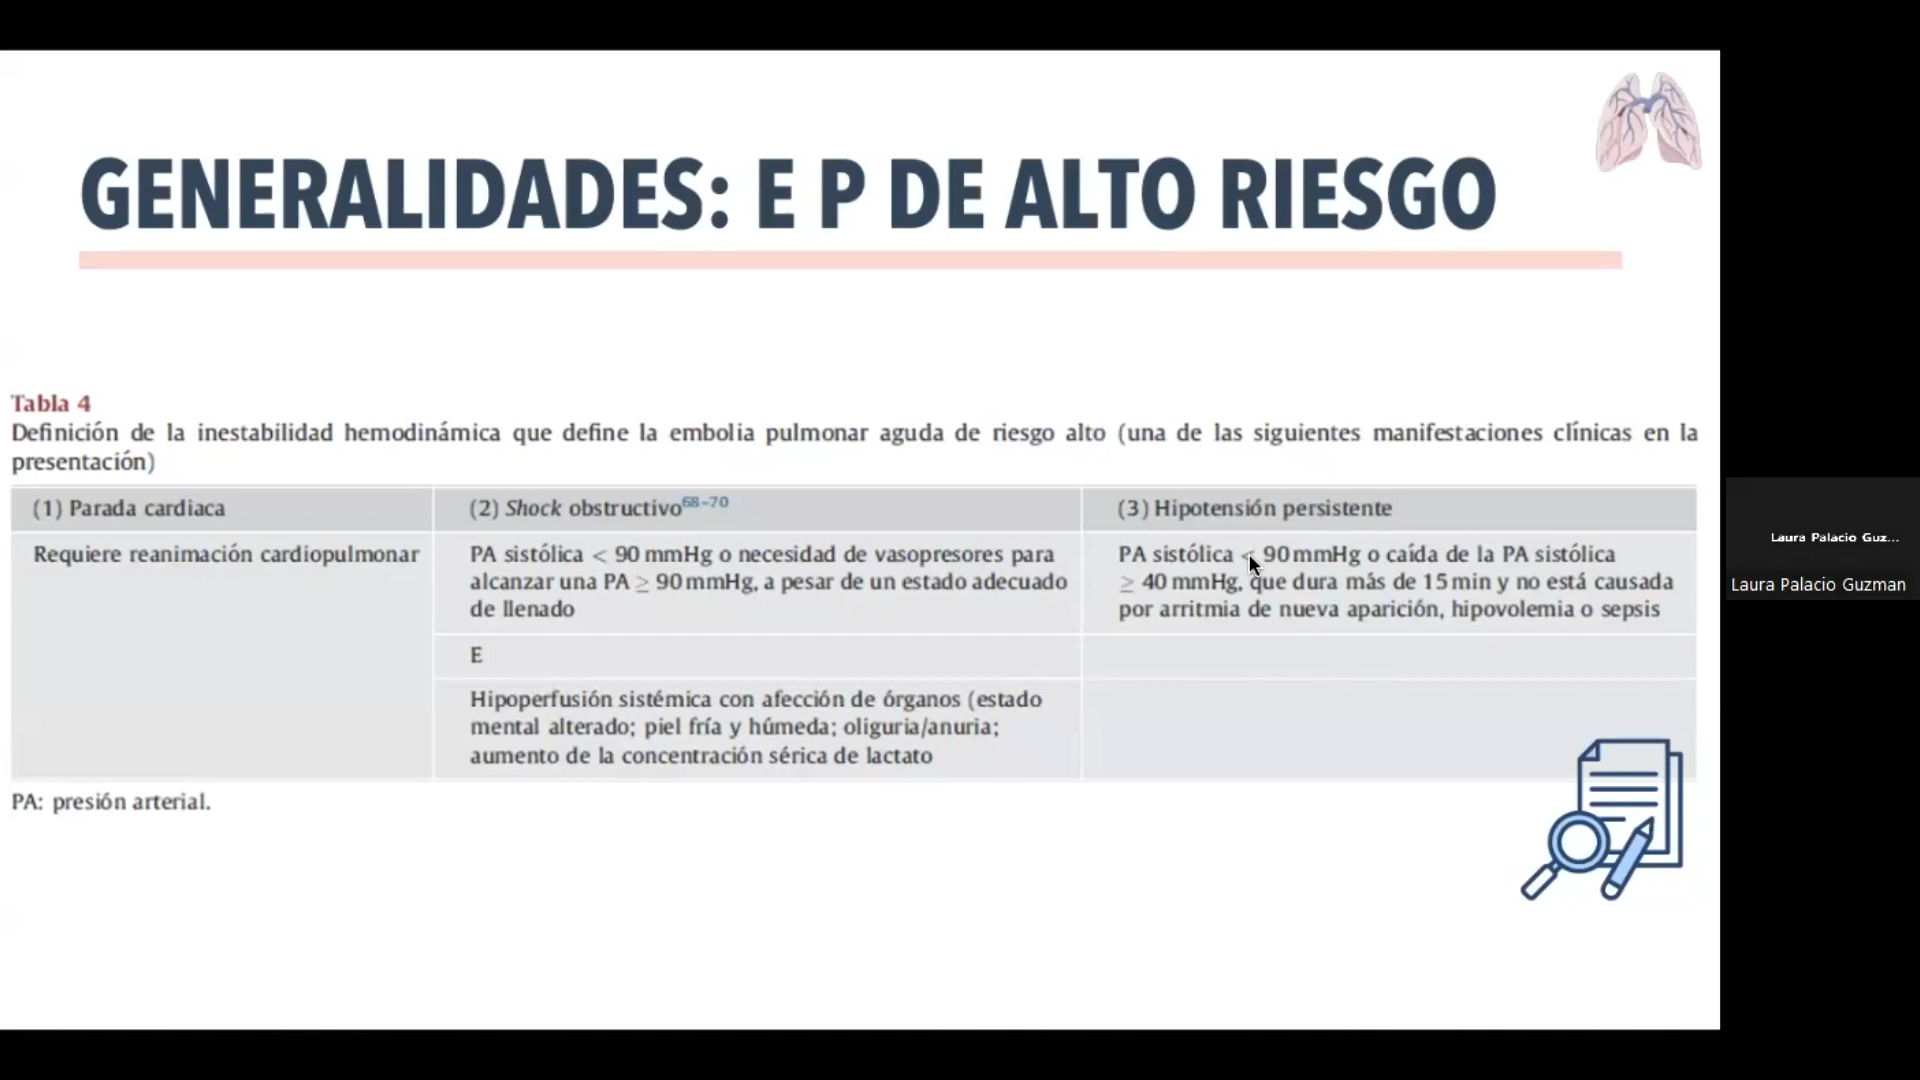 GENERALIDADES: E P DE ALTO RIESGO
Tabla 4
Definición de la inestabilidad hemodinámica que define la embolia pulmonar aguda de riesgo alto (una de las siguientes manifestaciones clínicas en la
presentación)
(1) Parada cardiaca
(2) Shock obstructivo68-70
(3) Hipotensión persistente
Requiere reanimación cardiopulmonar
PA sistólica < 90 mmHg o necesidad de vasopresores para
alcanzar una PA ≥ 90 mmHg, a pesar de un estado adecuado
de llenado
PA sistólica < 90 mmHg o caída de la PA sistólica
≥ 40 mmHg, que dura más de 15 min y no está causada
por arritmia de nueva aparición, hipovolemia o sepsis
E
Hipoperfusión sistémica con afección de órganos (estado
mental alterado; piel fría y húmeda; oliguria/anuria;
aumento de la concentración sérica de lactato
PA: presión arterial.
Laura Palacio Guz...
Laura Palacio Guzman